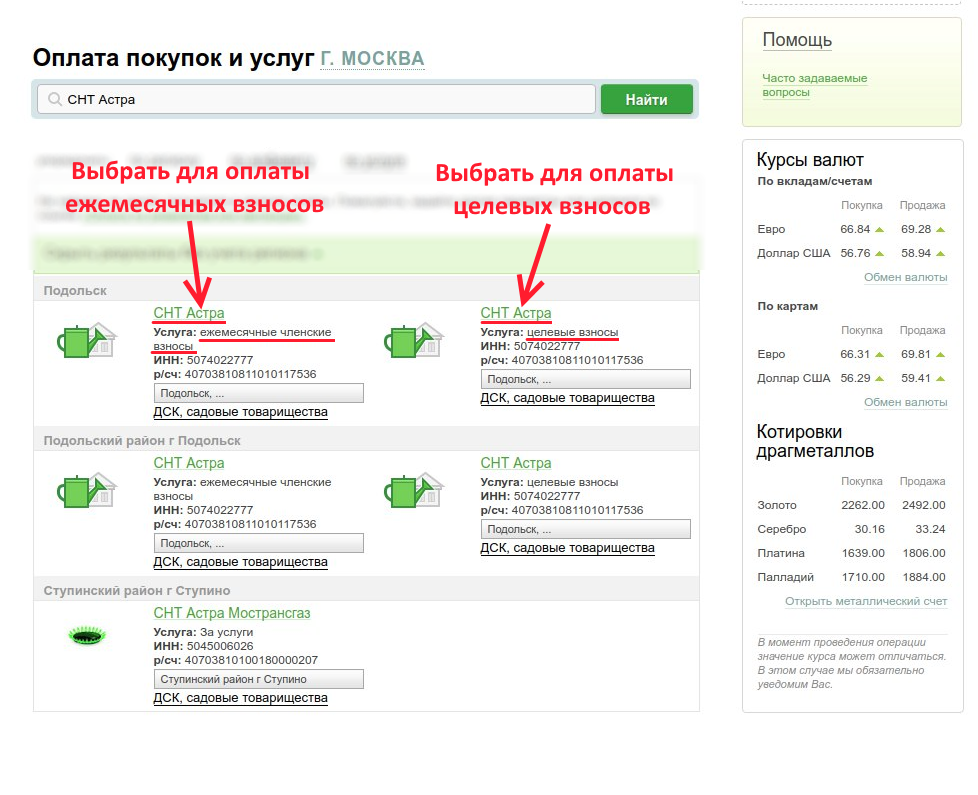 Оплата покупок и услуг Г. МОСКВА
СНТ Астра
Найти
Выбрать для оплаты
ежемесячных взносов
Выбрать для оплаты
целевых взносов
Подольск
СНТ Астра
Услуга: ежемесячные членские
взносы
ИНН: 5074022777
р/сч: 40703810811010117536
Подольск, ...
ДСК, садовые товарищества
СНТ Астра
Услуга: целевые взносы
ИНН: 5074022777
р/сч: 40703810811010117536
Подольск, ...
ДСК, садовые товарищества
Подольский район г Подольск
СНТ Астра
Услуга: ежемесячные членские
взносы
ИНН: 5074022777
р/сч: 40703810811010117536
Подольск, ...
ДСК, садовые товарищества
СНТ Астра
Услуга: целевые взносы
ИНН: 5074022777
р/сч: 40703810811010117536
Подольск, ...
ДСК, садовые товарищества
Ступинский район г Ступино
СНТ Астра Мострансгаз
Услуга: За услуги
ИНН: 5045006026
р/сч: 40703810100180000207
Ступинский район г Ступино
ДСК, садовые товарищества
Помощь
Часто задаваемые
вопросы
Курсы валют
По вкладам/счетам
Покупка Продажа
Евро 66.84 69.28
Доллар США 56.76 58.94
Обмен валюты
По картам
Покупка Продажа
Евро 66.31 69.81
Доллар США 56.29 59.41
Обмен валюты
Котировки
драгметаллов
Покупка Продажа
Золото 2262.00 2492.00
Серебро 30.16 33.24
Платина 1639.00 1806.00
Палладий 1710.00 1884.00
Открыть металлический счет
В момент проведения операции
значение курса может отличаться.
В этом случае мы обязательно
уведомим Вас.